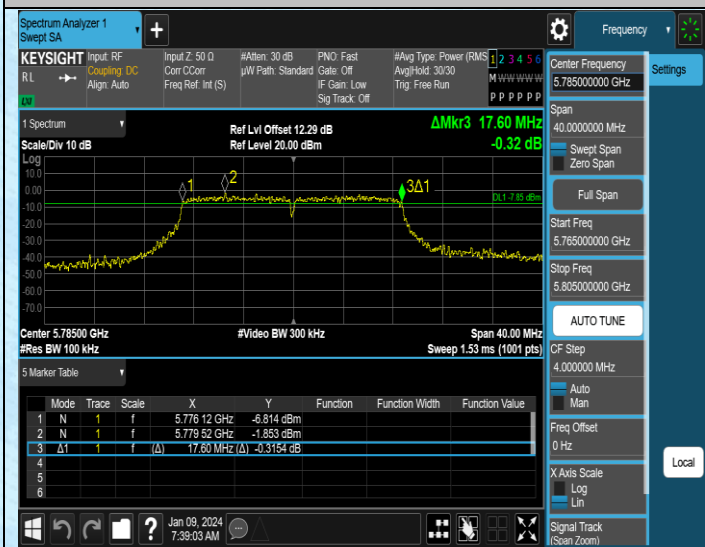 Spectrum Analyzer 1
Swept SA
Frequency
KEYSIGHT
RL
Input: RF
Coupling: DC
Align: Auto
Input Z: 50 Ω
Corr CCorr
Freq Ref: Int (S)
#Atten: 30 dB
µW Path: Standard
PNO: Fast
Gate: Off
IF Gain: Low
Sig Track: Off
#Avg Type: Power (RMS
Avg|Hold: 30/30
Trig: Free Run
1 2 3 4 5 6
M W W W W W
P P P P P P
1 Spectrum
Scale/Div 10 dB
Ref Lvl Offset 12.29 dB
Ref Level 20.00 dBm
ΔMkr3 17.60 MHz
-0.32 dB
Log
10.0
0.00
-10.0
-20.0
-30.0
-40.0
-50.0
-60.0
-70.0
1
2
3Δ1
DL1 -7.85 dBm
Center 5.78500 GHz
#Res BW 100 kHz
#Video BW 300 kHz
Span 40.00 MHz
Sweep 1.53 ms (1001 pts)
5 Marker Table
Mode Trace Scale X Y Function Function Width Function Value
1 N 1 f 5.776 12 GHz -6.814 dBm
2 N 1 f 5.779 52 GHz -1.853 dBm
3 Δ1 1 f (Δ) 17.60 MHz (Δ) -0.3154 dB
4
5
6
Jan 09, 2024
7:39:03 AM
Center Frequency
5.785000000 GHz
Settings
Span
40.0000000 MHz
Swept Span
Zero Span
Full Span
Start Freq
5.765000000 GHz
Stop Freq
5.805000000 GHz
AUTO TUNE
CF Step
4.000000 MHz
Auto
Man
Freq Offset
0 Hz
X Axis Scale
Log
Lin
Local
Signal Track
(Span Zoom)